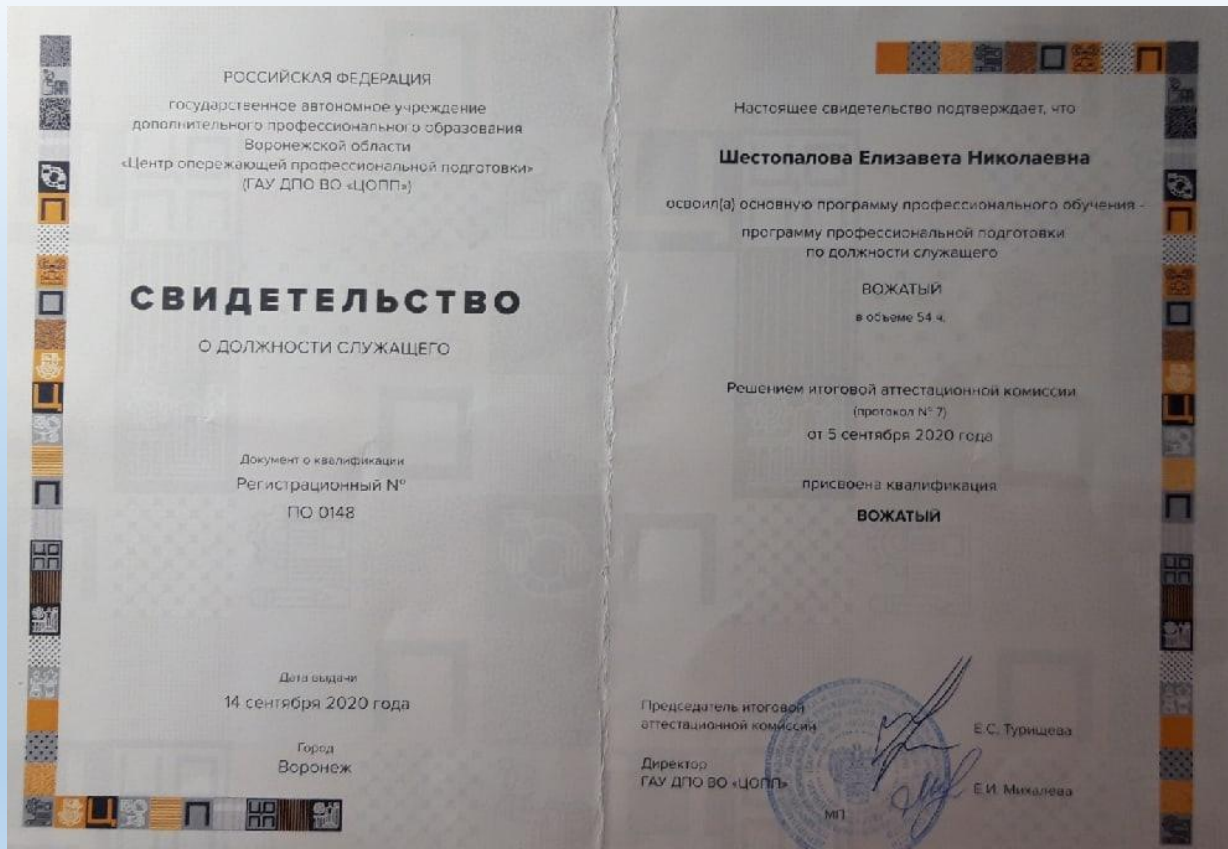 РОССИЙСКАЯ ФЕДЕРАЦИЯ
государственное автономное учреждение
дополнительного профессионального образования
Воронежской области
«Центр опережающей профессиональной подготовки»
(ГАУ ДПО ВО «ЦОПП»)
СВИДЕТЕЛЬСТВО
О ДОЛЖНОСТИ СЛУЖАЩЕГО
Документ о квалификации
Регистрационный №
ПО 0148
Дата выдачи
14 сентября 2020 года
Город
Воронеж
Настоящее свидетельство подтверждает, что
Шестопалова Елизавета Николаевна
освоил(а) основную программу профессионального обучения -
программу профессиональной подготовки
по должности служащего
ВОЖАТЫЙ
в объеме 54 ч.
Решением итоговой аттестационной комиссии
(протокол № 7)
от 5 сентября 2020 года
присвоена квалификация
ВОЖАТЫЙ
Председатель итоговой
аттестационной комиссии
Е.С. Турищева
Директор
ГАУ ДПО ВО «ЦОПП»
Е.И. Михалева
МП